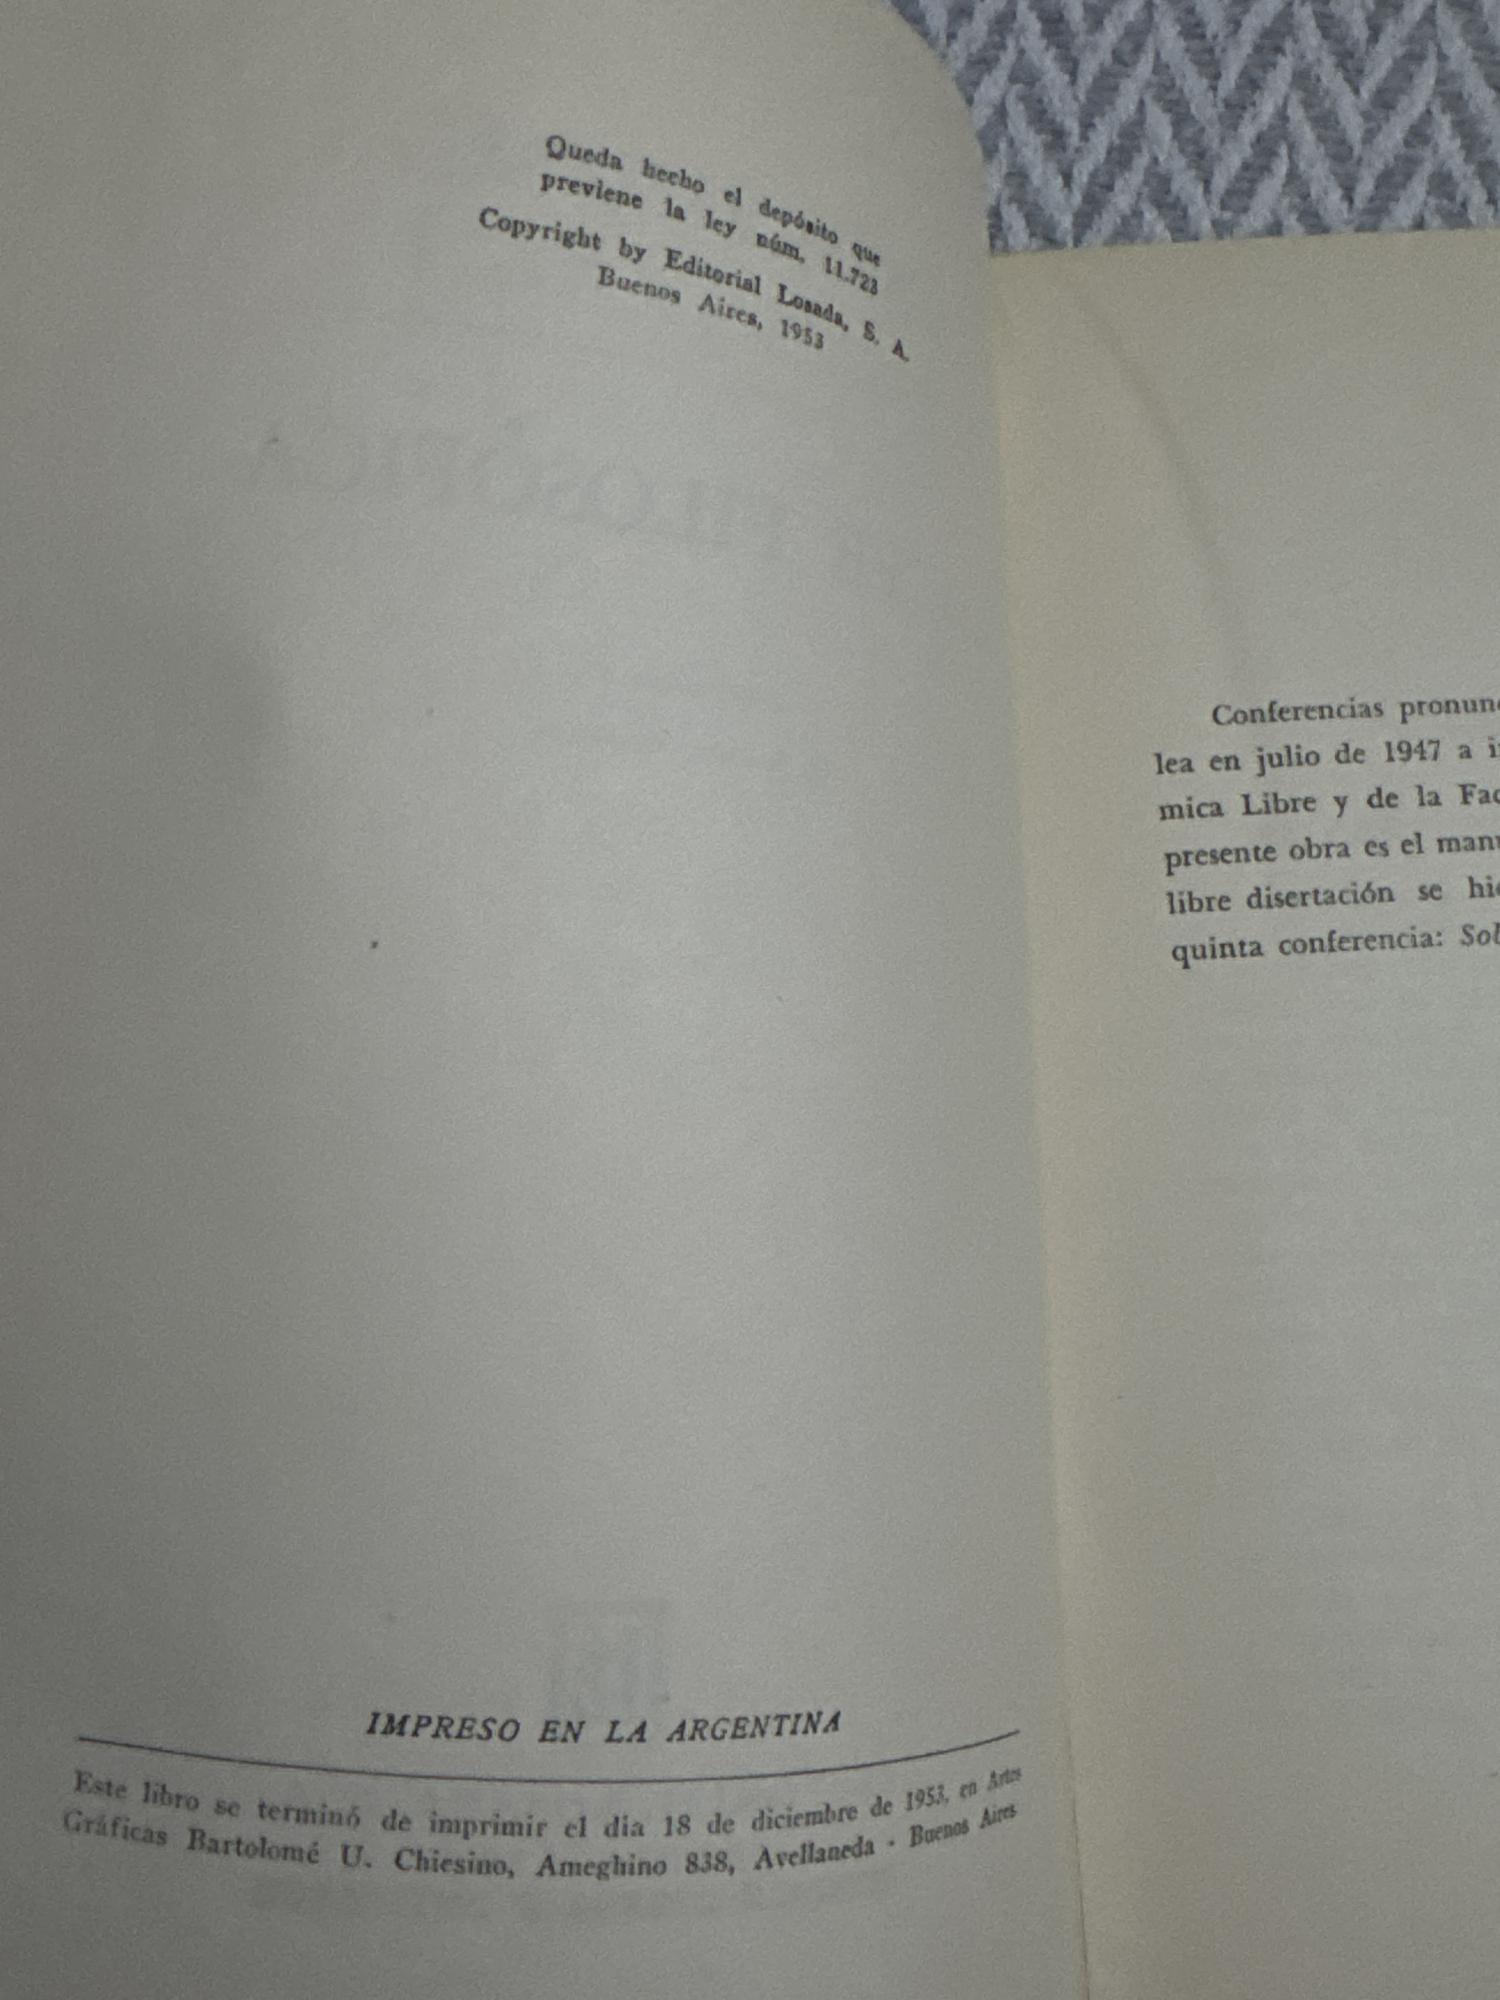 Queda hecho el depósito que
previene la ley núm. 11.723
Copyright by Editorial Losada, S. A.
Buenos Aires, 1953
IMPRESO EN LA ARGENTINA
Este libro se terminó de imprimir el dia 18 de diciembre de 1953, en Artes
Gráficas Bartolomé U. Chiesino, Ameghino 838, Avellaneda - Buenos Aires
Conferencias pronun
lea en julio de 1947 a
mica Libre y de la Fac
presente obra es el man
libre disertación se hi
quinta conferencia: So